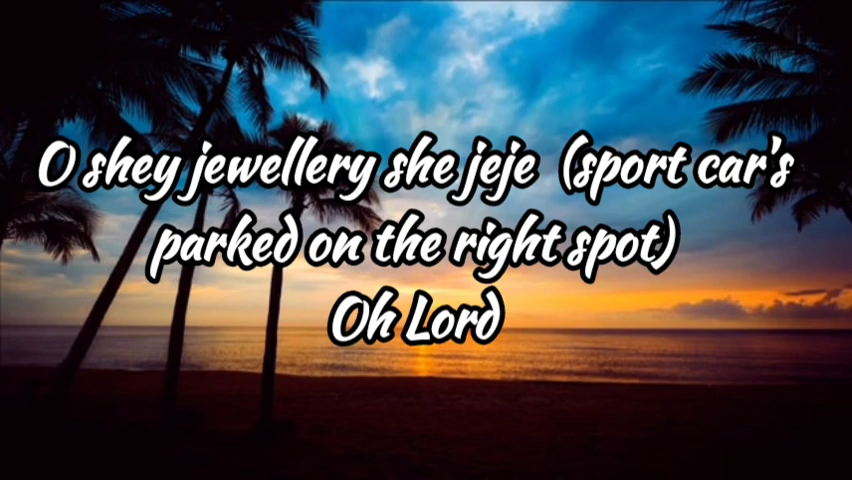 O shey jewellery she jeje (sport car's
parked on the right spot)
Oh Lord